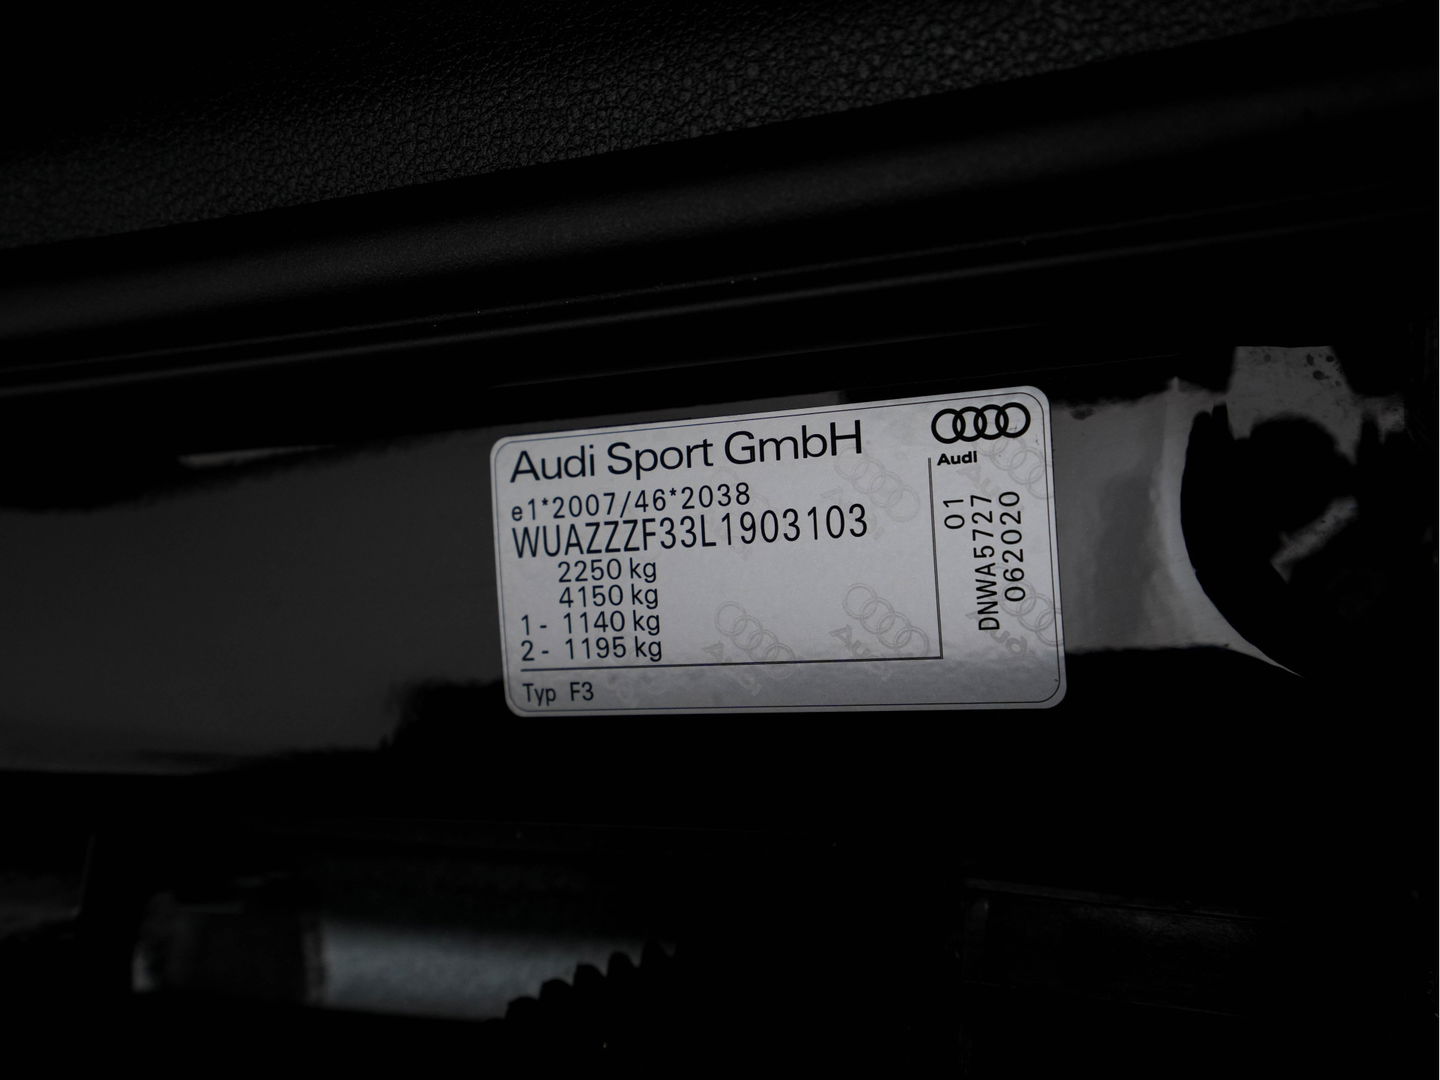 Audi Sport GmbH
e1*2007/46*2038
WUAZZZF33L1903103
2250 kg
4150 kg
1 - 1140 kg
2 - 1195 kg
Typ F3
Audi
01
DNWA5727
062020